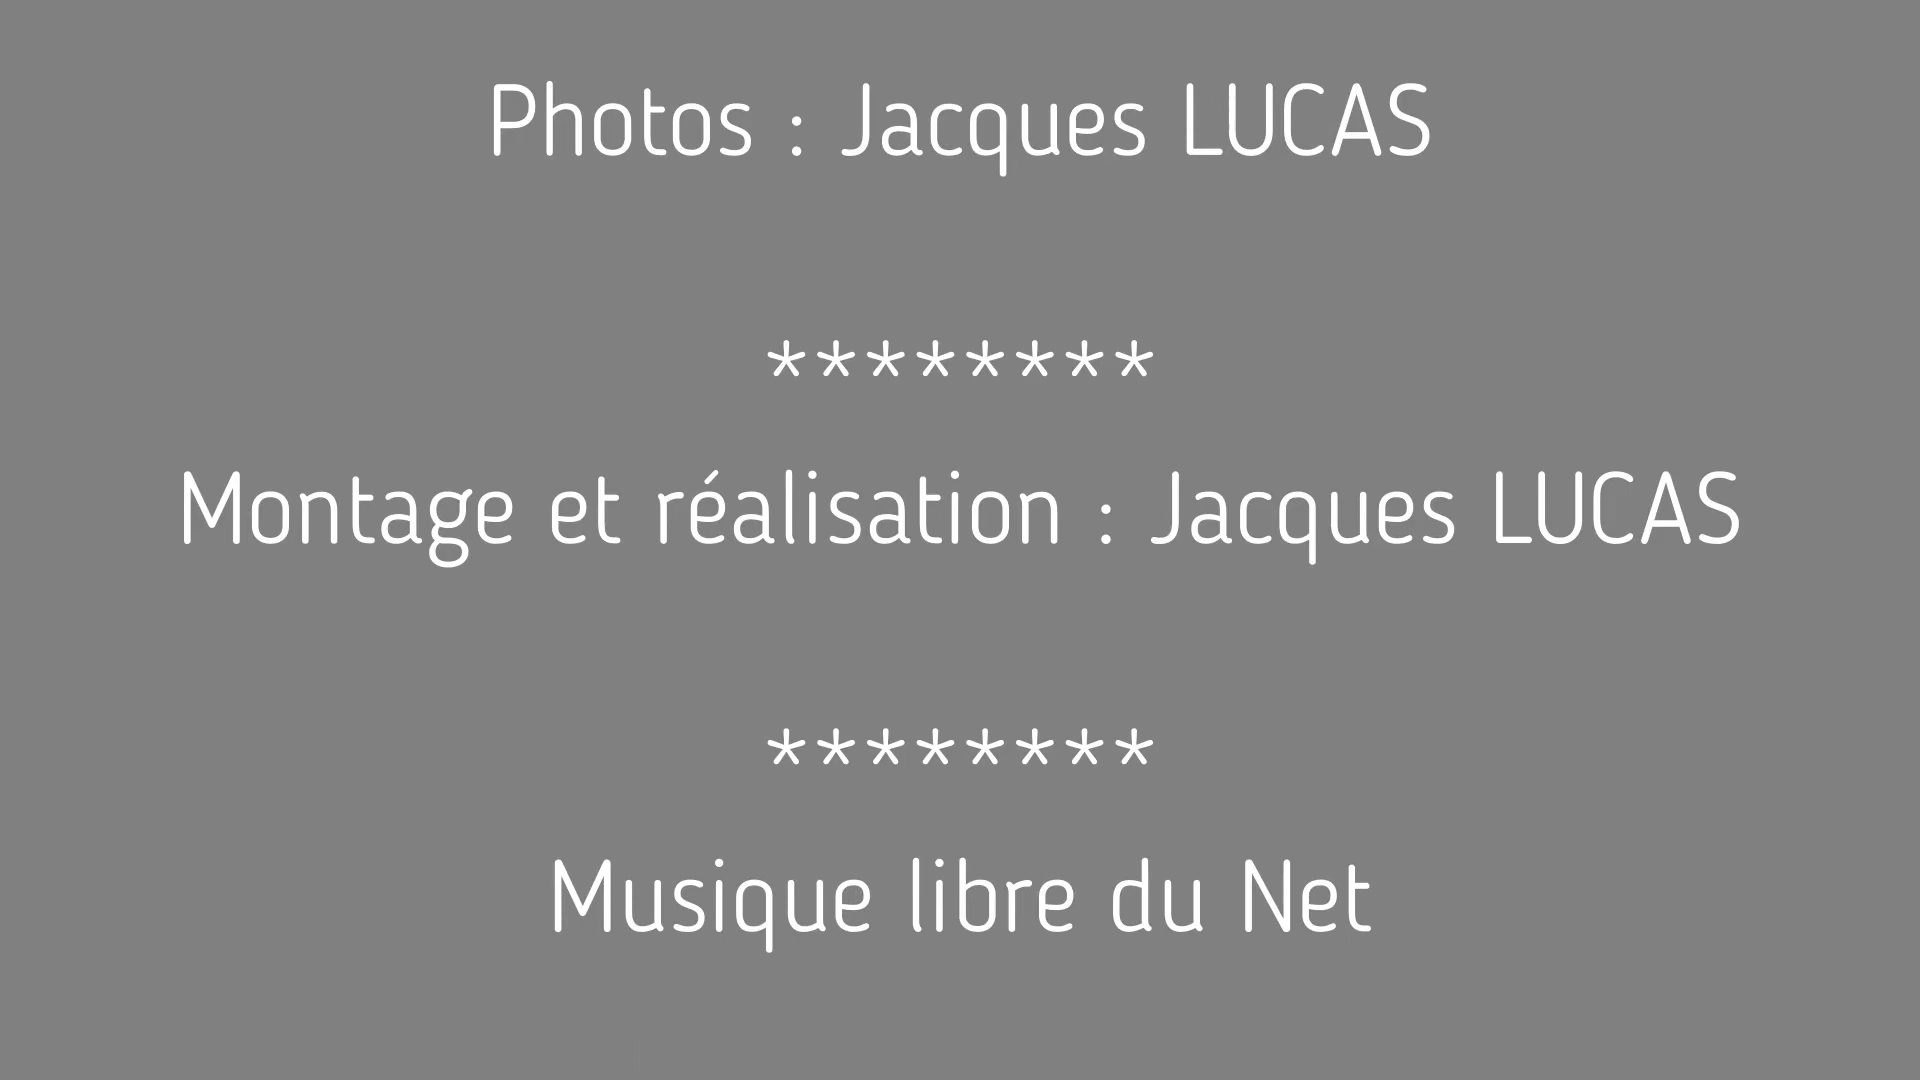 Photos : Jacques LUCAS
********
Montage et réalisation : Jacques LUCAS
********
Musique libre du Net